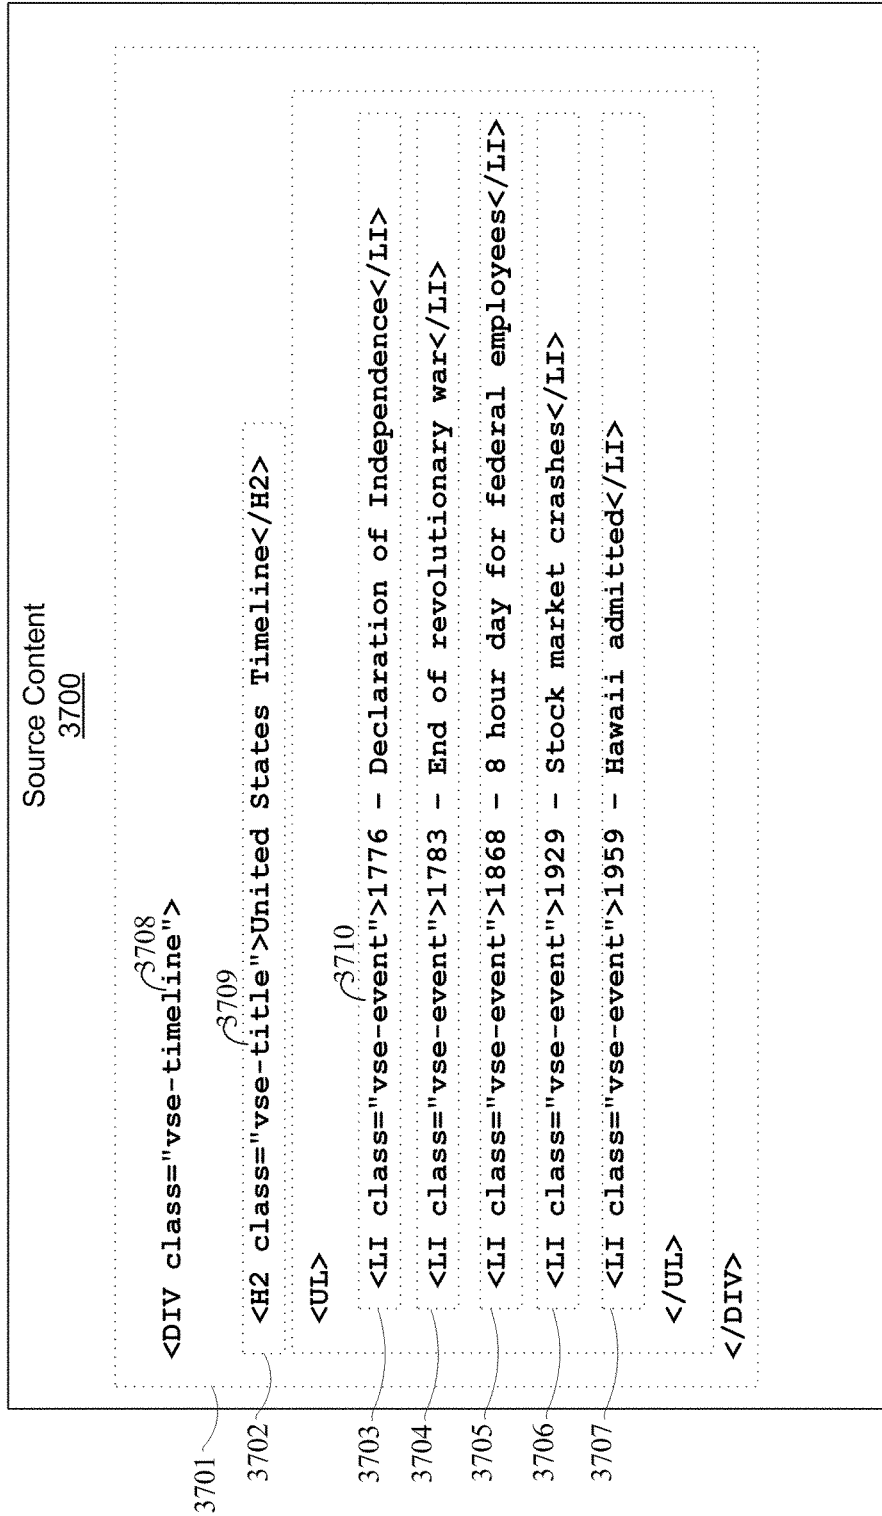 Source Content
3700
3708
<DIV class="vse-timeline">
3709
<H2 class="vse-title">United States Timeline</H2>
<UL>
3710
<LI class="vse-event">1776 – Declaration of Independence</LI>
<LI class="vse-event">1783 – End of revolutionary war</LI>
<LI class="vse-event">1868 – 8 hour day for federal employees</LI>
<LI class="vse-event">1929 – Stock market crashes</LI>
<LI class="vse-event">1959 – Hawaii admitted</LI>
</UL>
</DIV>
3701
3702
3703
3704
3705
3706
3707